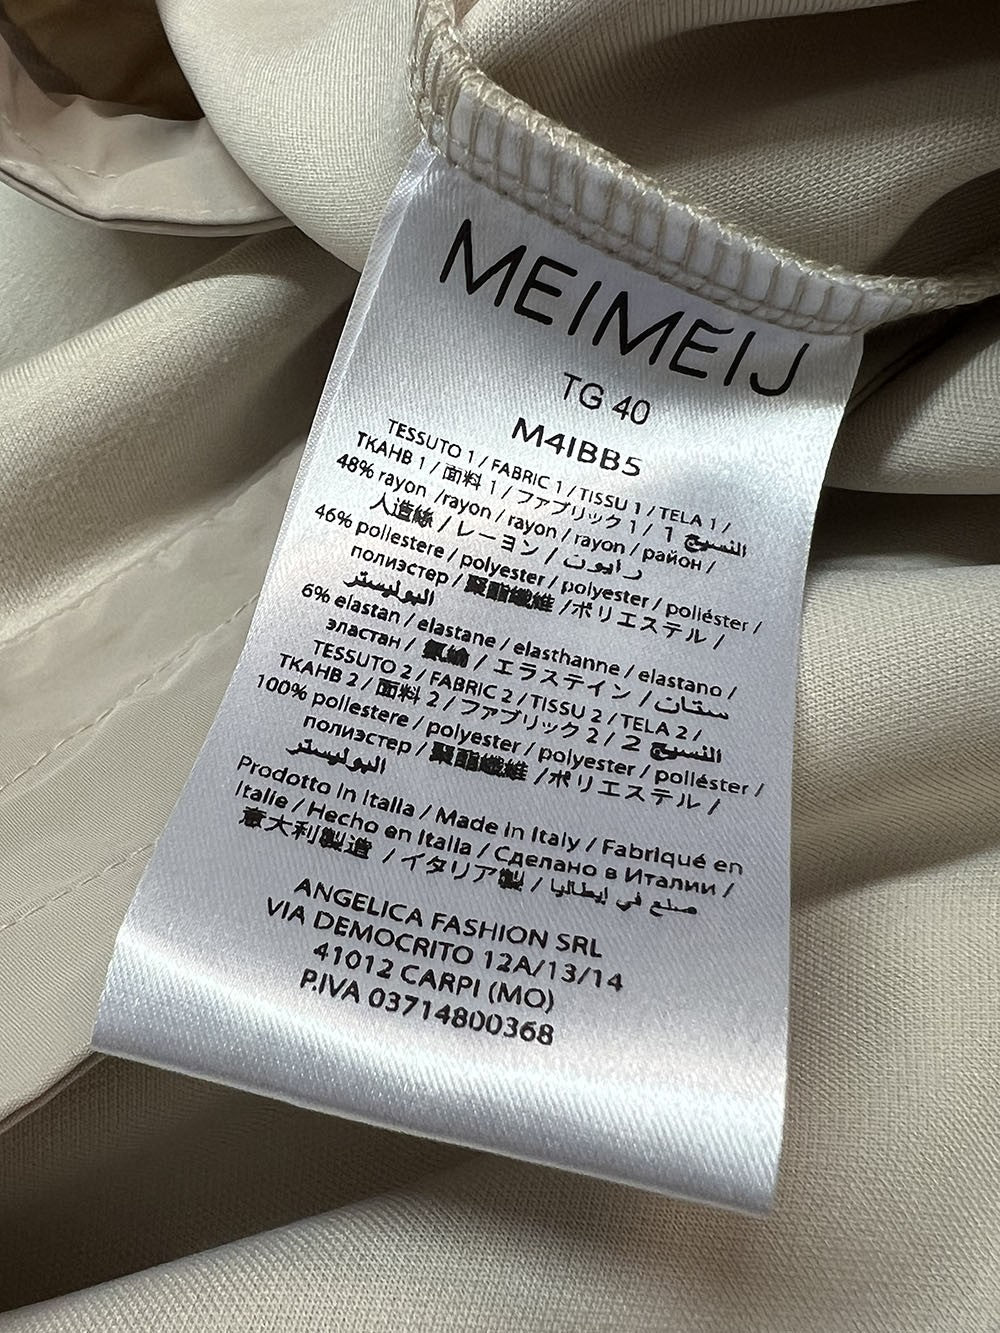 MEIMEIJ
TG 40
M4IBB5
TESSUTO 1 / FABRIC 1 / TISSU 1 / TELA 1 /
ТКАНВ 1 / 面料 1 / ファブリック 1 / النسيج 1
48% rayon /rayon / rayon / rayon / район /
人造絲 / レーヨン / رايون
46% poliestere / polyester / polyester / poliéster /
полиэстер / 聚酯纖維 /ポリエステル /
البوليستر
6% elastan / elastane / elasthanne / elastano /
эластан / 氨綸 / エラステイン / ستان
TESSUTO 2 / FABRIC 2 / TISSU 2 / TELA 2 /
ТКАНВ 2 / 面料 2 / ファブリック 2 / النسيج 2
100% poliestere / polyester / polyester / poliéster /
полиэстер / 聚酯纖維 /ポリエステル /
البوليستر
Prodotto in Italia / Made in Italy / Fabriqué en
Italie / Hecho en Italia / Сделано в Италии /
意大利製造 / イタリア製 / صنع في إيطاليا
ANGELICA FASHION SRL
VIA DEMOCRITO 12A/13/14
41012 CARPI (MO)
P.IVA 03714800368